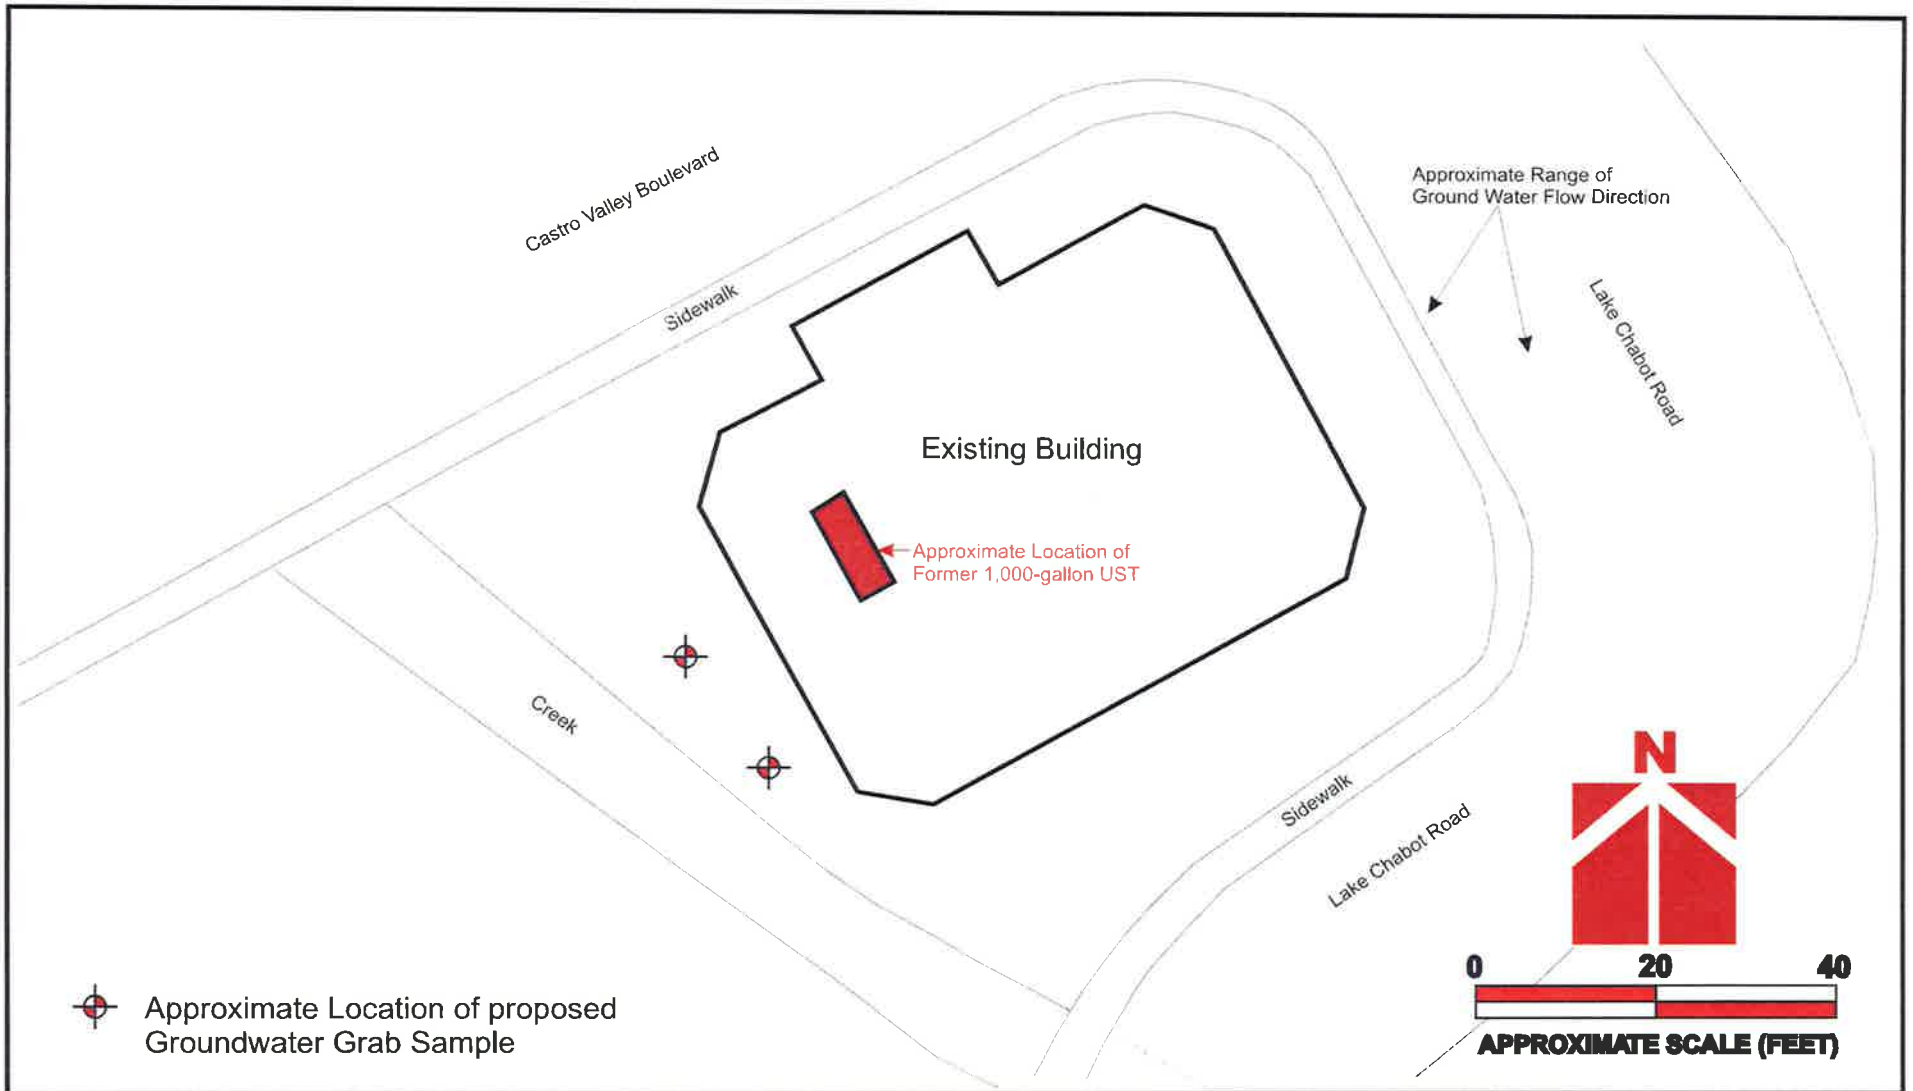 Castro Valley Boulevard
Sidewalk
Approximate Range of
Ground Water Flow Direction
Lake Chabot Road
Existing Building
Approximate Location of
Former 1,000-gallon UST
Creek
Sidewalk
Lake Chabot Road
N
0 20 40
APPROXIMATE SCALE (FEET)
Approximate Location of proposed
Groundwater Grab Sample